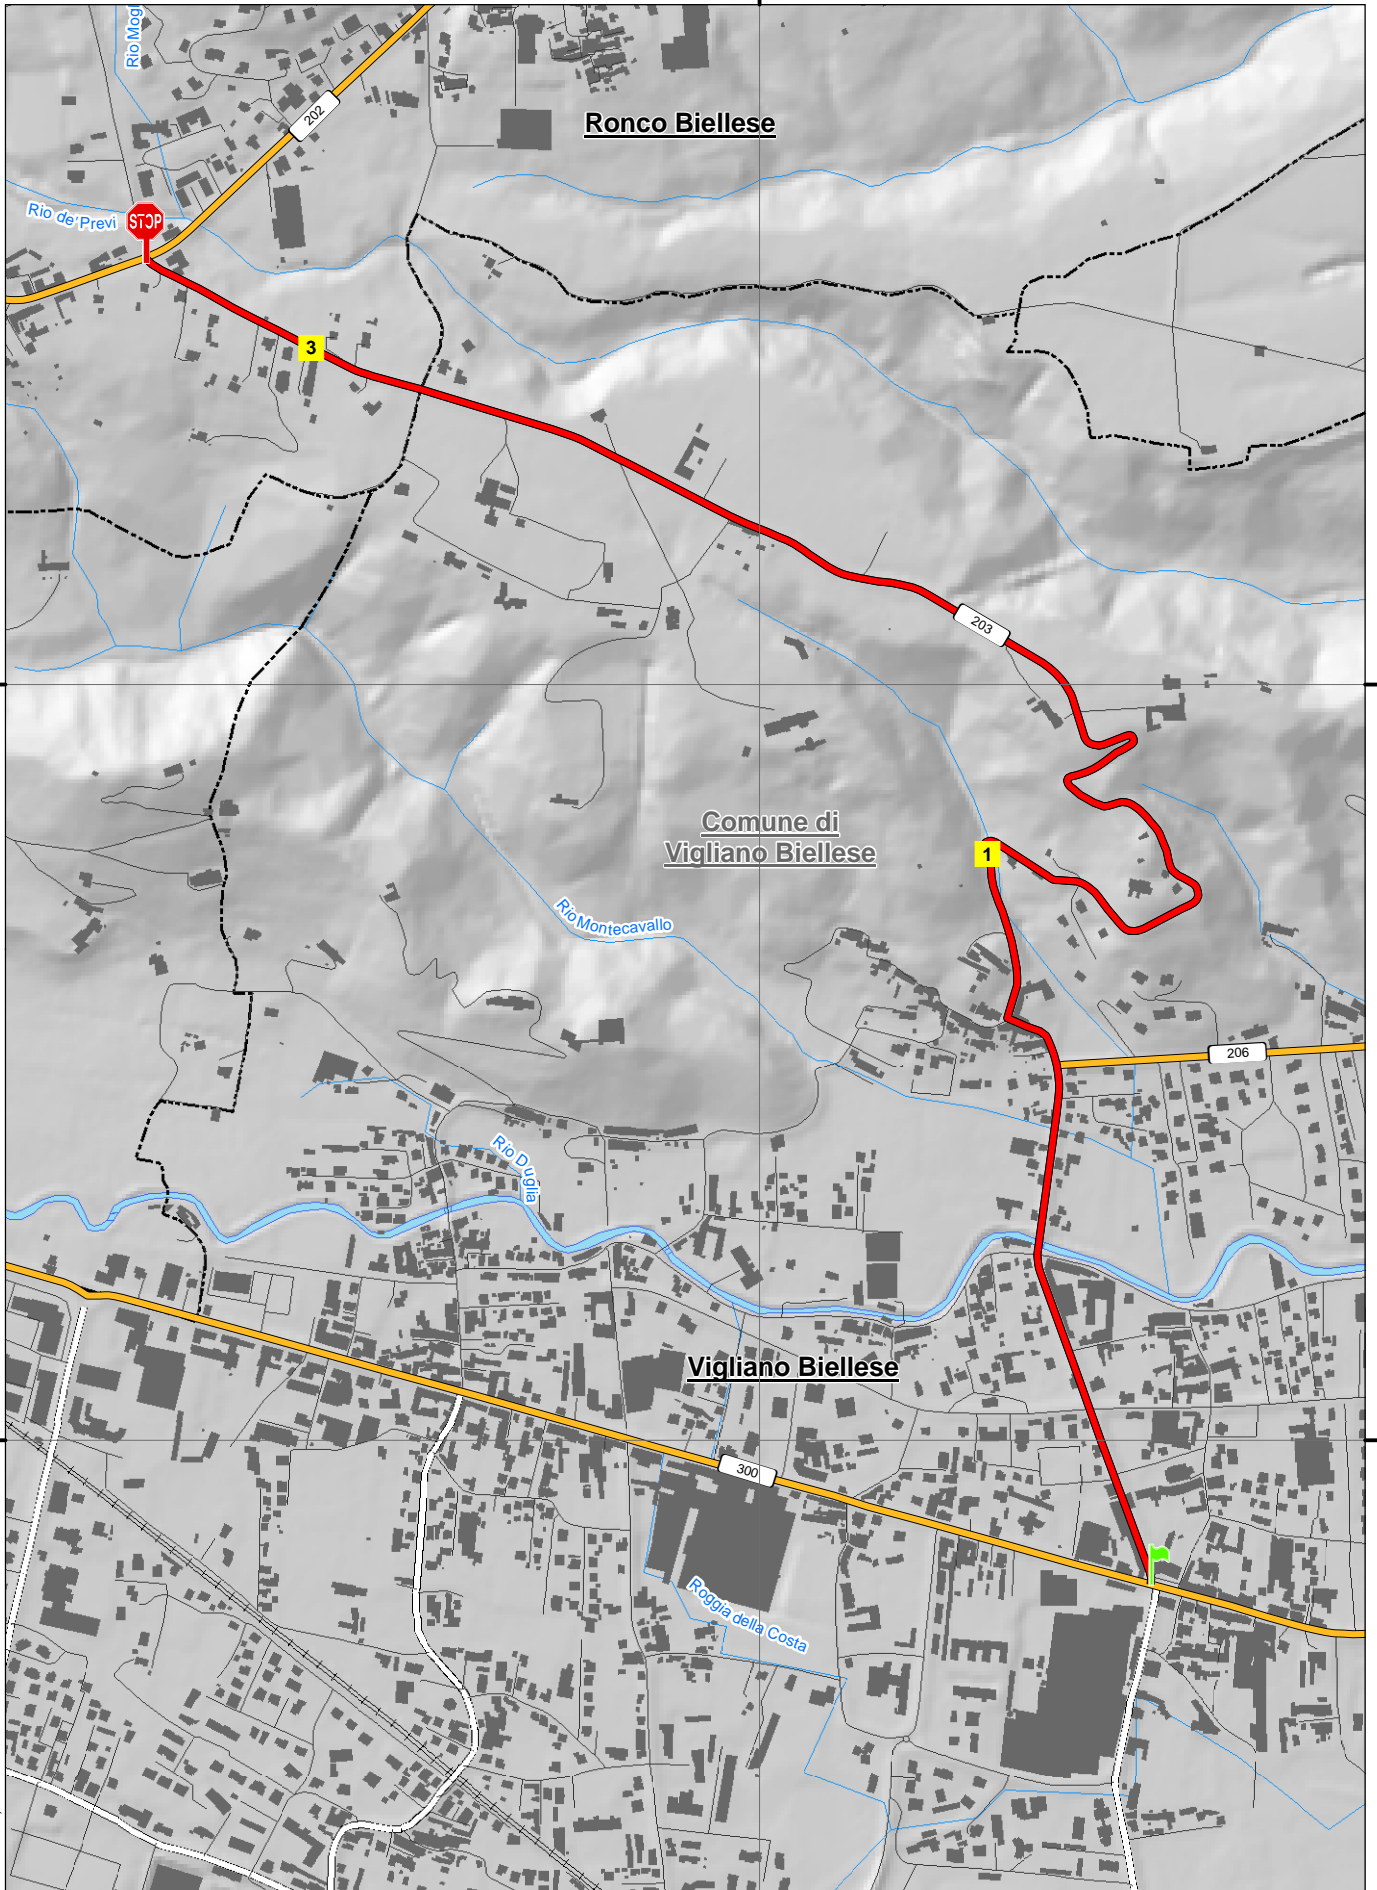 Rio Mogl
202
Ronco Biellese
Rio de' Previ
STOP
3
203
Comune di
Vigliano Biellese
1
Rio Montecavallo
206
Rio Duglia
Vigliano Biellese
300
Roggia della Costa